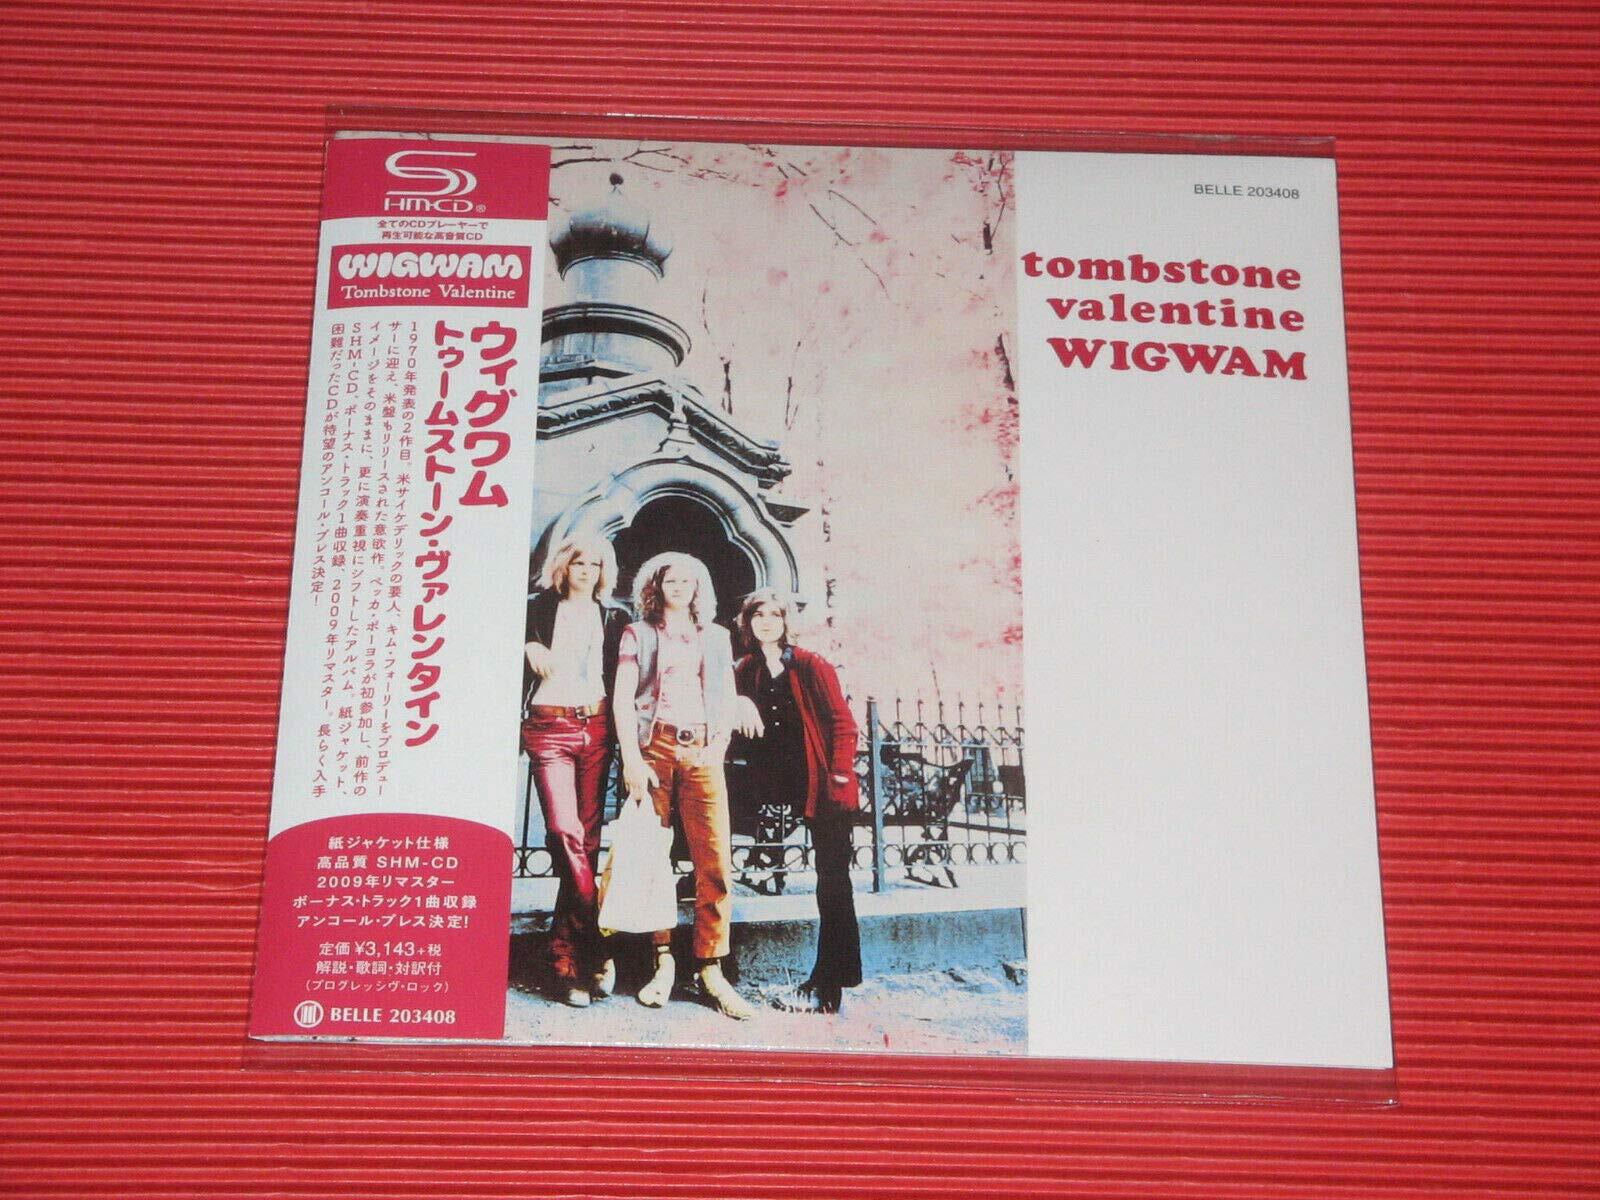 SHM-CD®
全てのCDプレーヤーで
再生可能な高音質CD
WIGWAM
Tombstone Valentine
ウィグワム
トゥームストーン・ヴァレンタイン
1970年発表の2作目。米サイケデリックの要人、キム・フォーリーをプロデュー
サーに迎え、米盤もリリースされた意欲作。ペッカ・ポーヨラが初参加し、前作の
イメージをそのままに、更に演奏重視にシフトしたアルバム。紙ジャケット、
SHM-CD、ボーナス・トラック1曲収録、2009年リマスター。長らく入手
困難だったCDが待望のアンコール・プレス決定!
紙ジャケット仕様
高品質 SHM-CD
2009年リマスター
ボーナス・トラック1曲収録
アンコール・プレス決定!
定価 ¥3,143+税
解説・歌詞・対訳付
(プログレッシヴ・ロック)
BELLE 203408
BELLE 203408
tombstone
valentine
WIGWAM